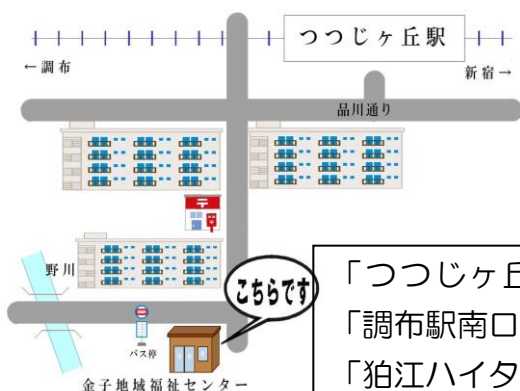 つつじヶ丘駅
←調布
新宿→
品川通り
〒
野川
こちらです
バス停
金子地域福祉センター
「つつじヶ丘
「調布駅南口
「狛江ハイタ